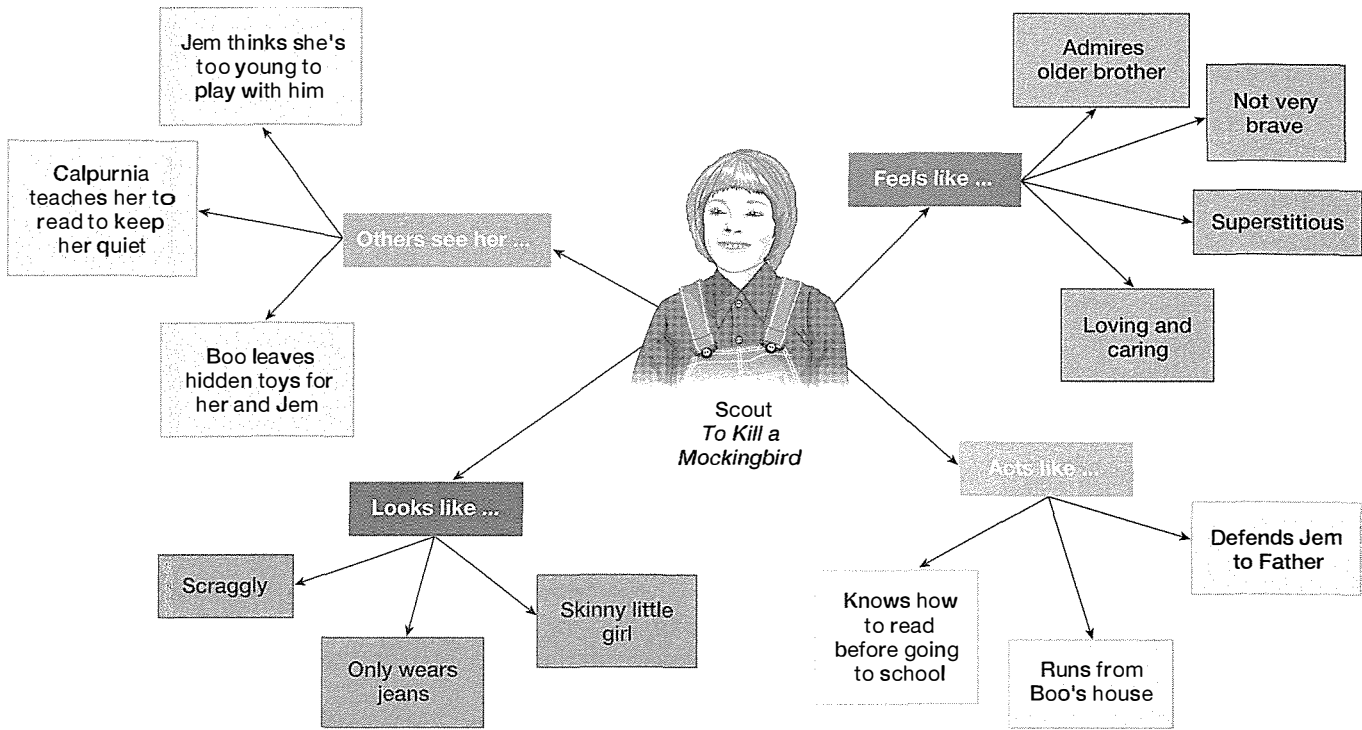 Jem thinks she's
too young to
play with him
Calpurnia
teaches her to
read to keep
her quiet
Others see her ...
Boo leaves
hidden toys for
her and Jem
Admires
older brother
Not very
brave
Feels like ...
Superstitious
Loving and
caring
Scout
To Kill a
Mockingbird
Looks like ...
Scraggly
Only wears
jeans
Skinny little
girl
Acts like ...
Defends Jem
to Father
Knows how
to read
before going
to school
Runs from
Boo's house